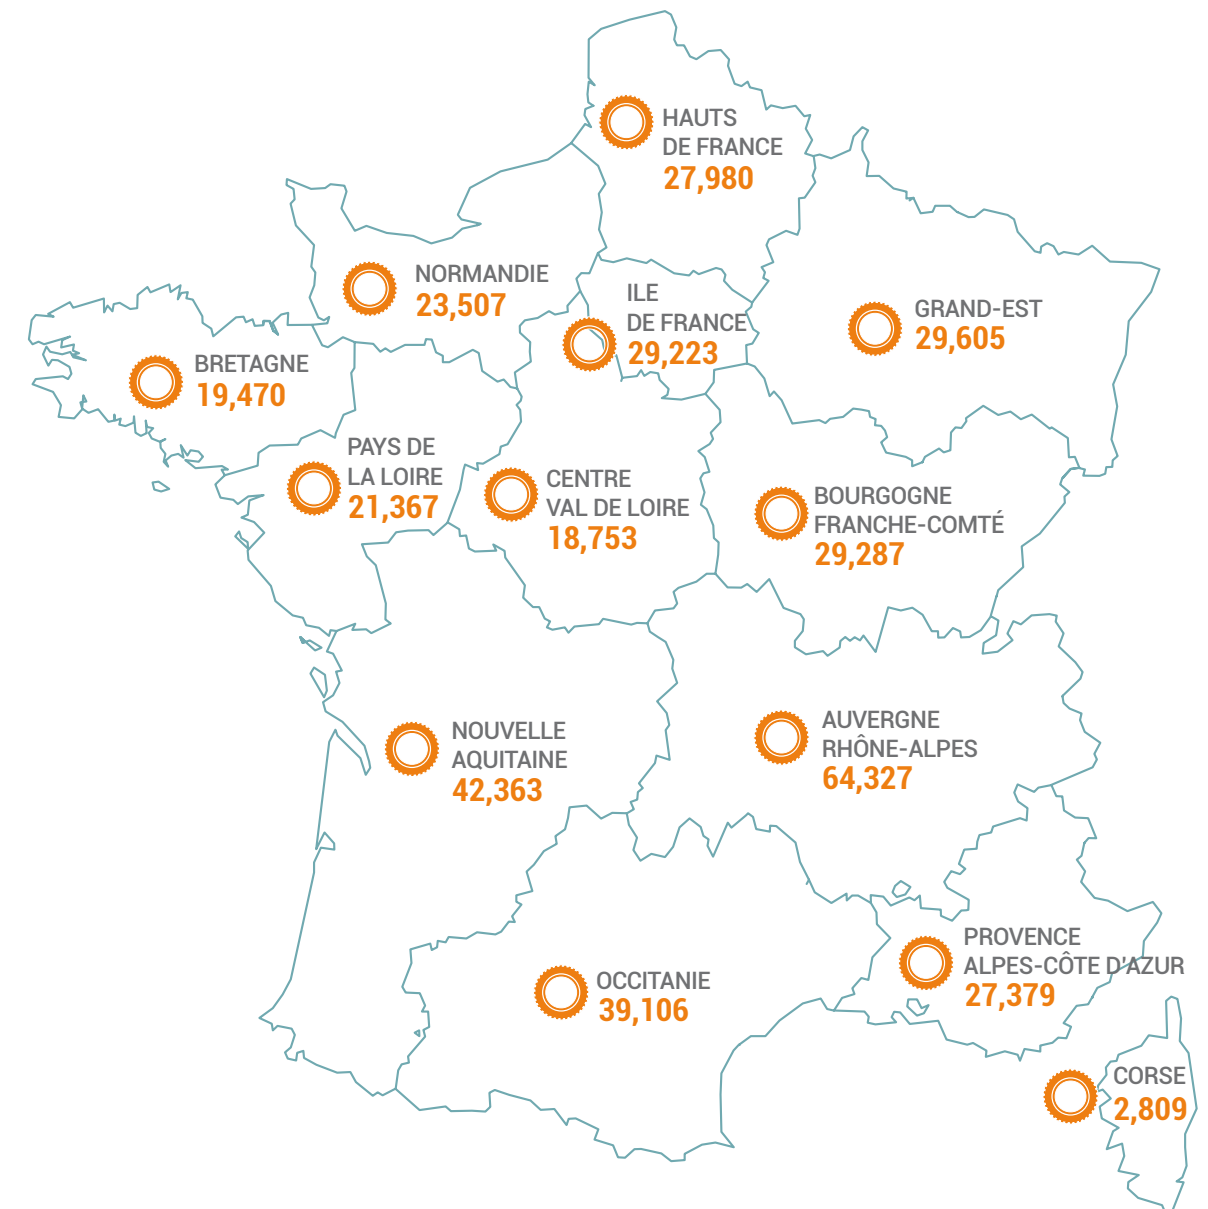 HAUTS
DE FRANCE
27,980
NORMANDIE
23,507
ILE
DE FRANCE
29,223
GRAND-EST
29,605
BRETAGNE
19,470
PAYS DE
LA LOIRE
21,367
CENTRE
VAL DE LOIRE
18,753
BOURGOGNE
FRANCHE-COMTÉ
29,287
NOUVELLE
AQUITAINE
42,363
AUVERGNE
RHÔNE-ALPES
64,327
OCCITANIE
39,106
PROVENCE
ALPES-CÔTE D'AZUR
27,379
CORSE
2,809